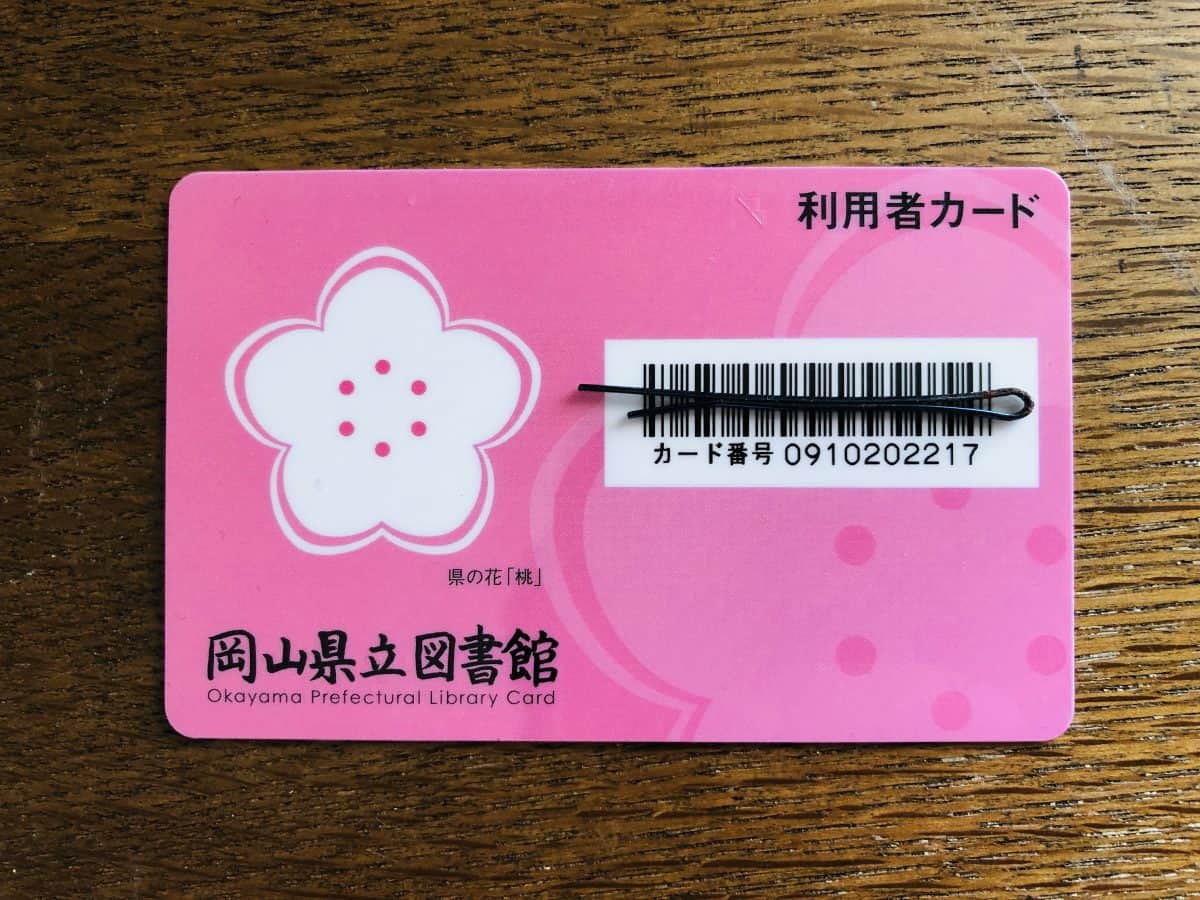 利用者カード
カード番号 0910202217
県の花「桃」
岡山県立図書館
Okayama Prefectural Library Card